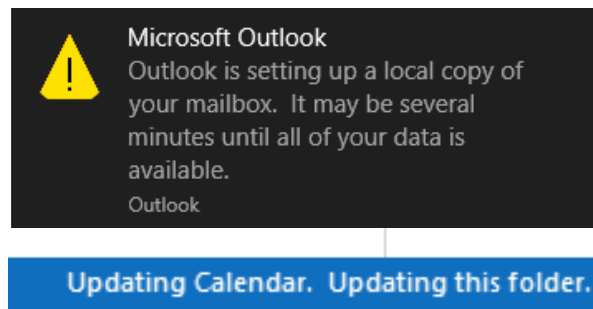 Microsoft Outlook
Outlook is setting up a local copy of
your mailbox.  It may be several
minutes until all of your data is
available.
Outlook
Updating Calendar.  Updating this folder.